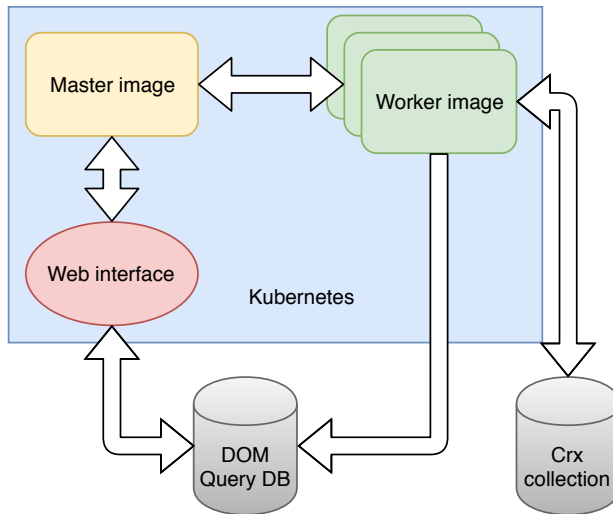 Master image
Worker image
Web interface
Kubernetes
DOM
Query DB
Crx
collection